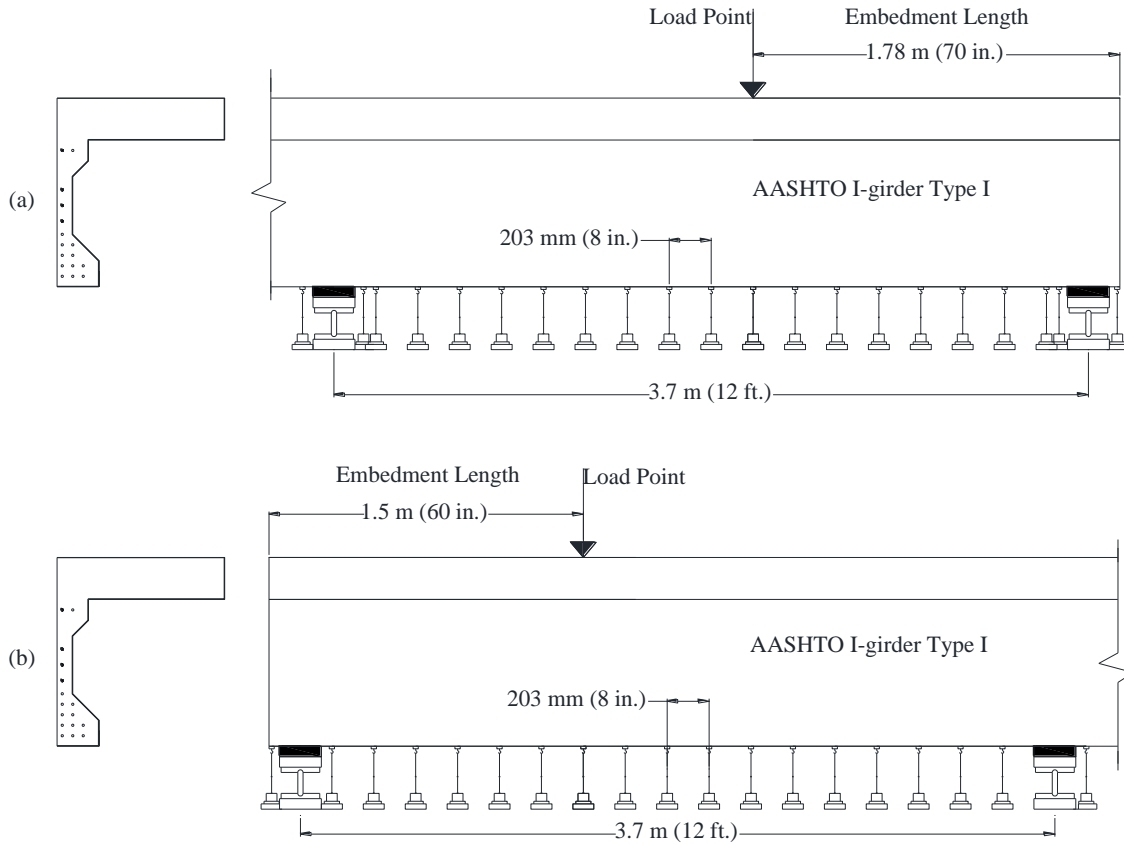 Load Point
Embedment Length
1.78 m (70 in.)
(a)
AASHTO I-girder Type I
203 mm (8 in.)
3.7 m (12 ft.)
Embedment Length
Load Point
1.5 m (60 in.)
(b)
AASHTO I-girder Type I
203 mm (8 in.)
3.7 m (12 ft.)